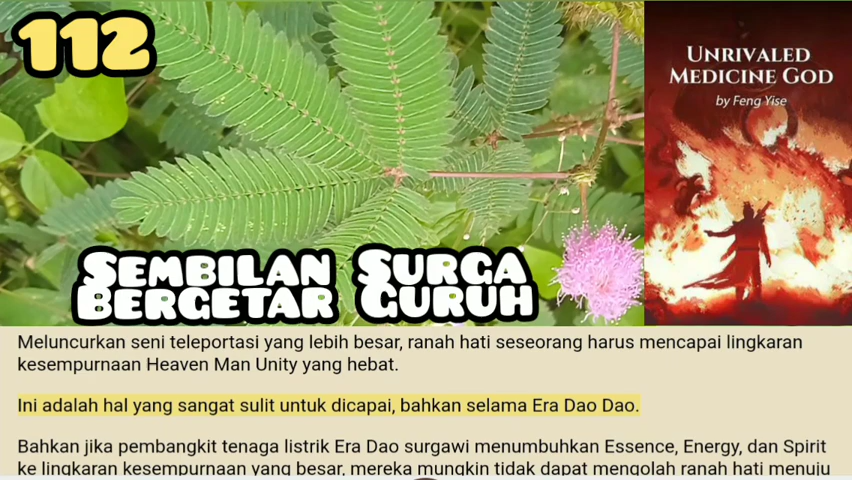 112
UNRIVALED
MEDICINE GOD
by Feng Yise
SEMBILAN SURGA
BERGETAR GURUH
Meluncurkan seni teleportasi yang lebih besar, ranah hati seseorang harus mencapai lingkaran
kesempurnaan Heaven Man Unity yang hebat.
Ini adalah hal yang sangat sulit untuk dicapai, bahkan selama Era Dao Dao.
Bahkan jika pembangkit tenaga listrik Era Dao surgawi menumbuhkan Essence, Energy, dan Spirit
ke lingkaran kesempurnaan yang besar, mereka mungkin tidak dapat mengolah ranah hati menuju